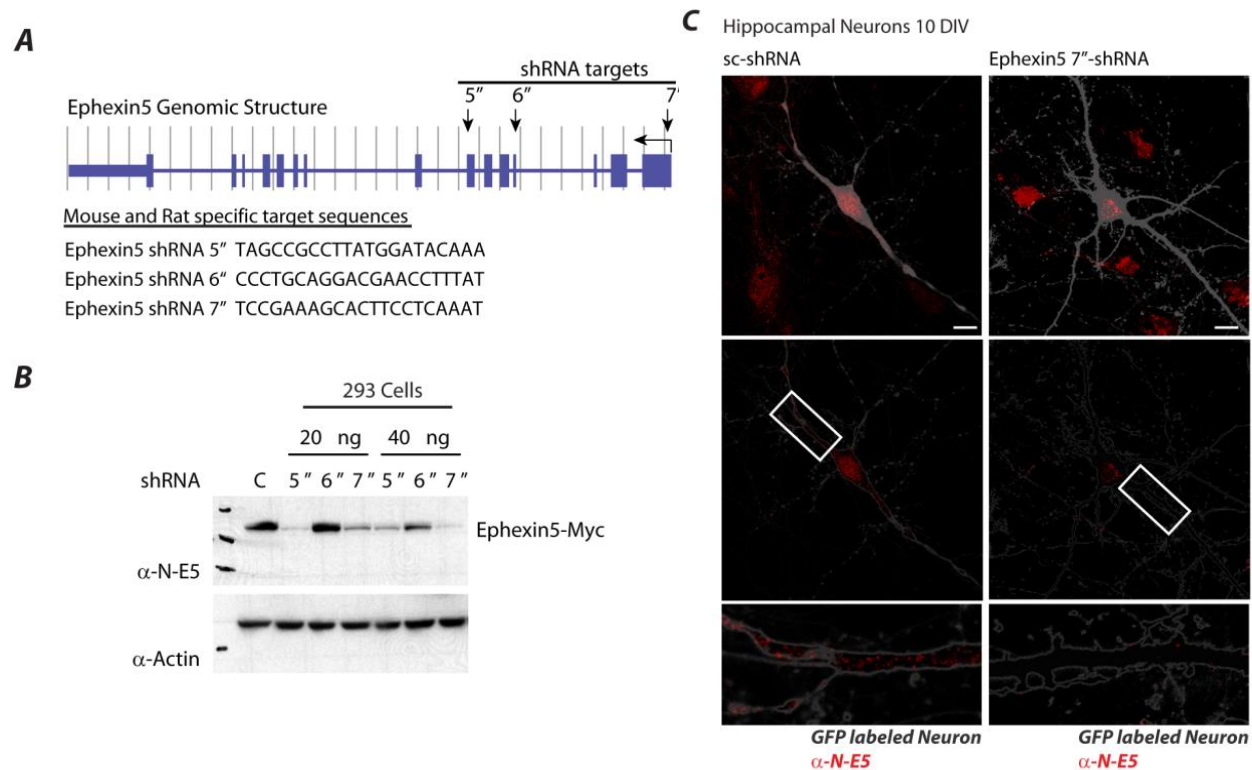 A
shRNA targets
5″ 6″ 7′
Ephexin5 Genomic Structure
Mouse and Rat specific target sequences
Ephexin5 shRNA 5″ TAGCCGCCTTATGGATACAAA
Ephexin5 shRNA 6“ CCCTGCAGGACGAACCTTTAT
Ephexin5 shRNA 7″ TCCGAAAGCACTTCCTCAAAT
B
293 Cells
20 ng 40 ng
shRNA C 5″ 6″ 7″ 5″ 6″ 7″
Ephexin5-Myc
α-N-E5
α-Actin
C
Hippocampal Neurons 10 DIV
sc-shRNA Ephexin5 7″-shRNA
GFP labeled Neuron GFP labeled Neuron
α-N-E5 α-N-E5